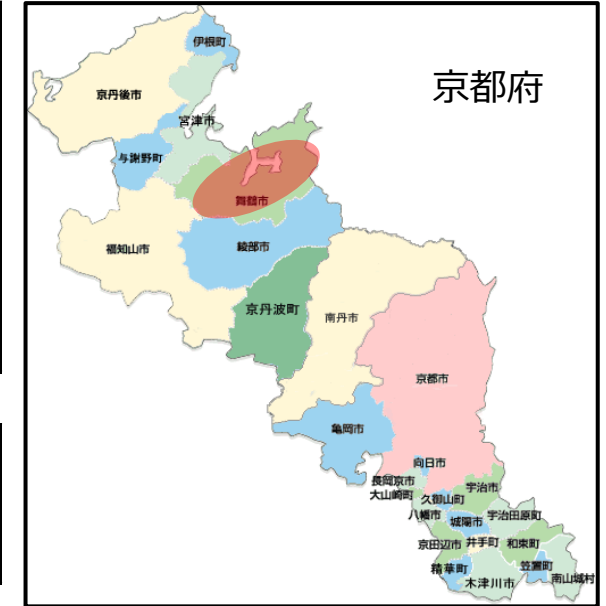 京都府
伊根町
京丹後市
宮津市
与謝野町
舞鶴市
福知山市
綾部市
京丹波町
南丹市
京都市
亀岡市
向日市
長岡京市
大山崎町
宇治市
久御山町
八幡市
宇治田原町
城陽市
京田辺市
井手町
和束町
精華町
笠置町
木津川市
南山城村